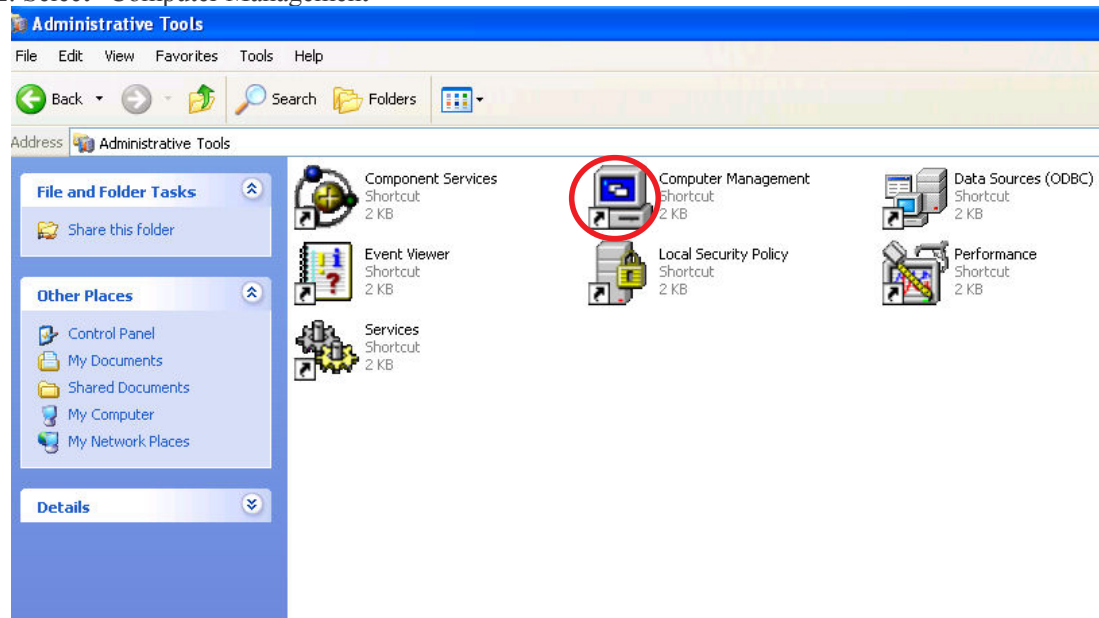 Select "Computer Management"
Administrative Tools
File Edit View Favorites Tools Help
Back Search Folders
Address Administrative Tools
File and Folder Tasks
Share this folder
Other Places
Control Panel
My Documents
Shared Documents
My Computer
My Network Places
Details
Component Services
Shortcut
2 KB
Computer Management
Shortcut
2 KB
Data Sources (ODBC)
Shortcut
2 KB
Event Viewer
Shortcut
2 KB
Local Security Policy
Shortcut
2 KB
Performance
Shortcut
2 KB
Services
Shortcut
2 KB